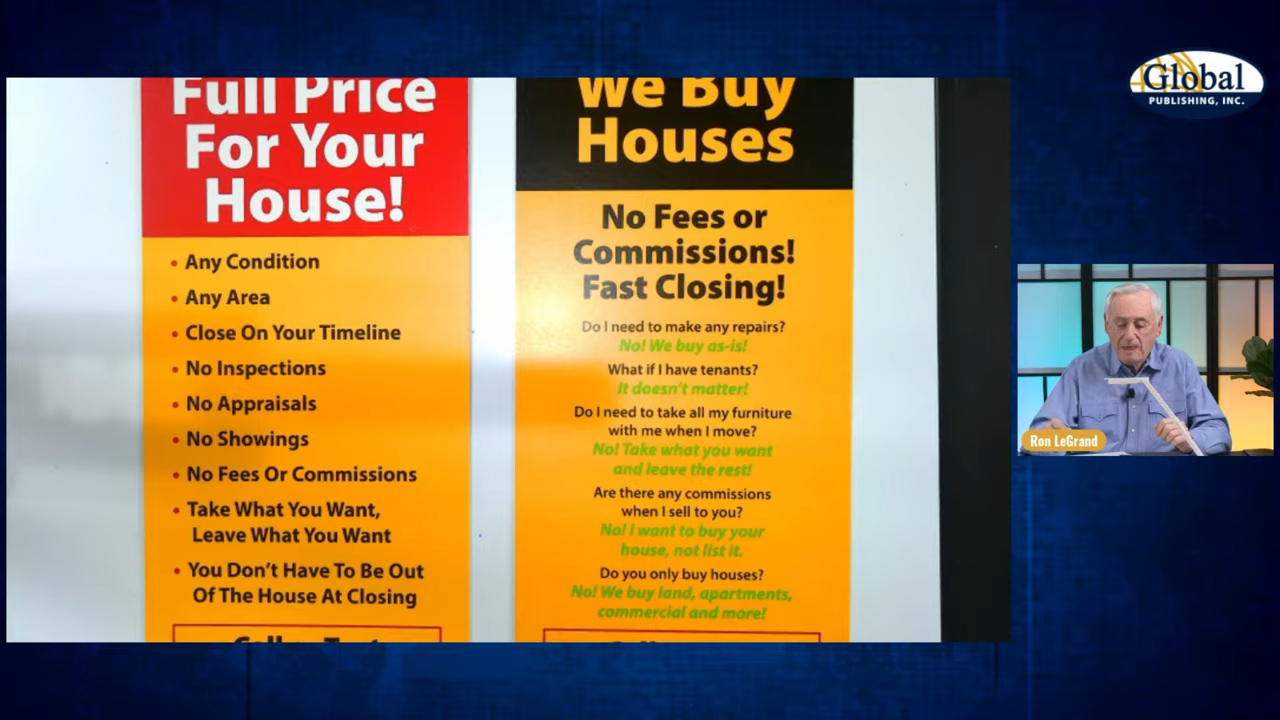 Full Price
For Your
House!
• Any Condition
• Any Area
• Close On Your Timeline
• No Inspections
• No Appraisals
• No Showings
• No Fees Or Commissions
• Take What You Want,
Leave What You Want
• You Don't Have To Be Out
Of The House At Closing
We Buy
Houses
No Fees or
Commissions!
Fast Closing!
Do I need to make any repairs?
No! We buy as-is!
What if I have tenants?
It doesn't matter!
Do I need to take all my furniture
with me when I move?
No! Take what you want
and leave the rest!
Are there any commissions
when I sell to you?
No! I want to buy your
house, not list it.
Do you only buy houses?
No! We buy land, apartments,
commercial and more!
Global
PUBLISHING, INC.
Ron LeGrand